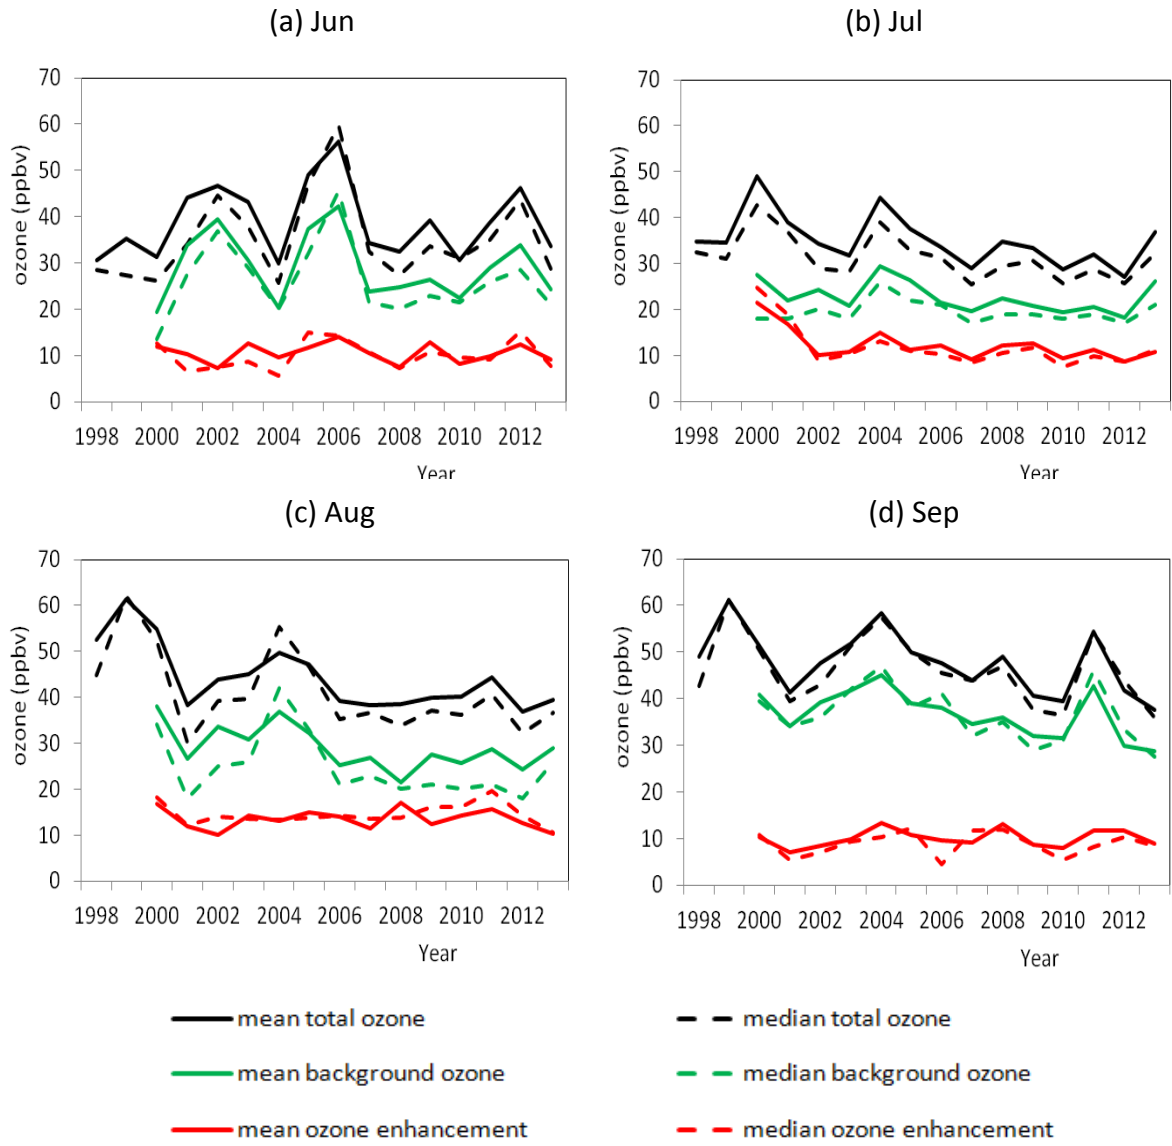 (a) Jun
(b) Jul
70
60
50
40
30
20
10
0
ozone (ppbv)
1998 2000 2002 2004 2006 2008 2010 2012
Year
70
60
50
40
30
20
10
0
ozone (ppbv)
1998 2000 2002 2004 2006 2008 2010 2012
Year
(c) Aug
(d) Sep
70
60
50
40
30
20
10
0
ozone (ppbv)
1998 2000 2002 2004 2006 2008 2010 2012
Year
70
60
50
40
30
20
10
0
ozone (ppbv)
1998 2000 2002 2004 2006 2008 2010 2012
Year
mean total ozone
median total ozone
mean background ozone
median background ozone
mean ozone enhancement
median ozone enhancement